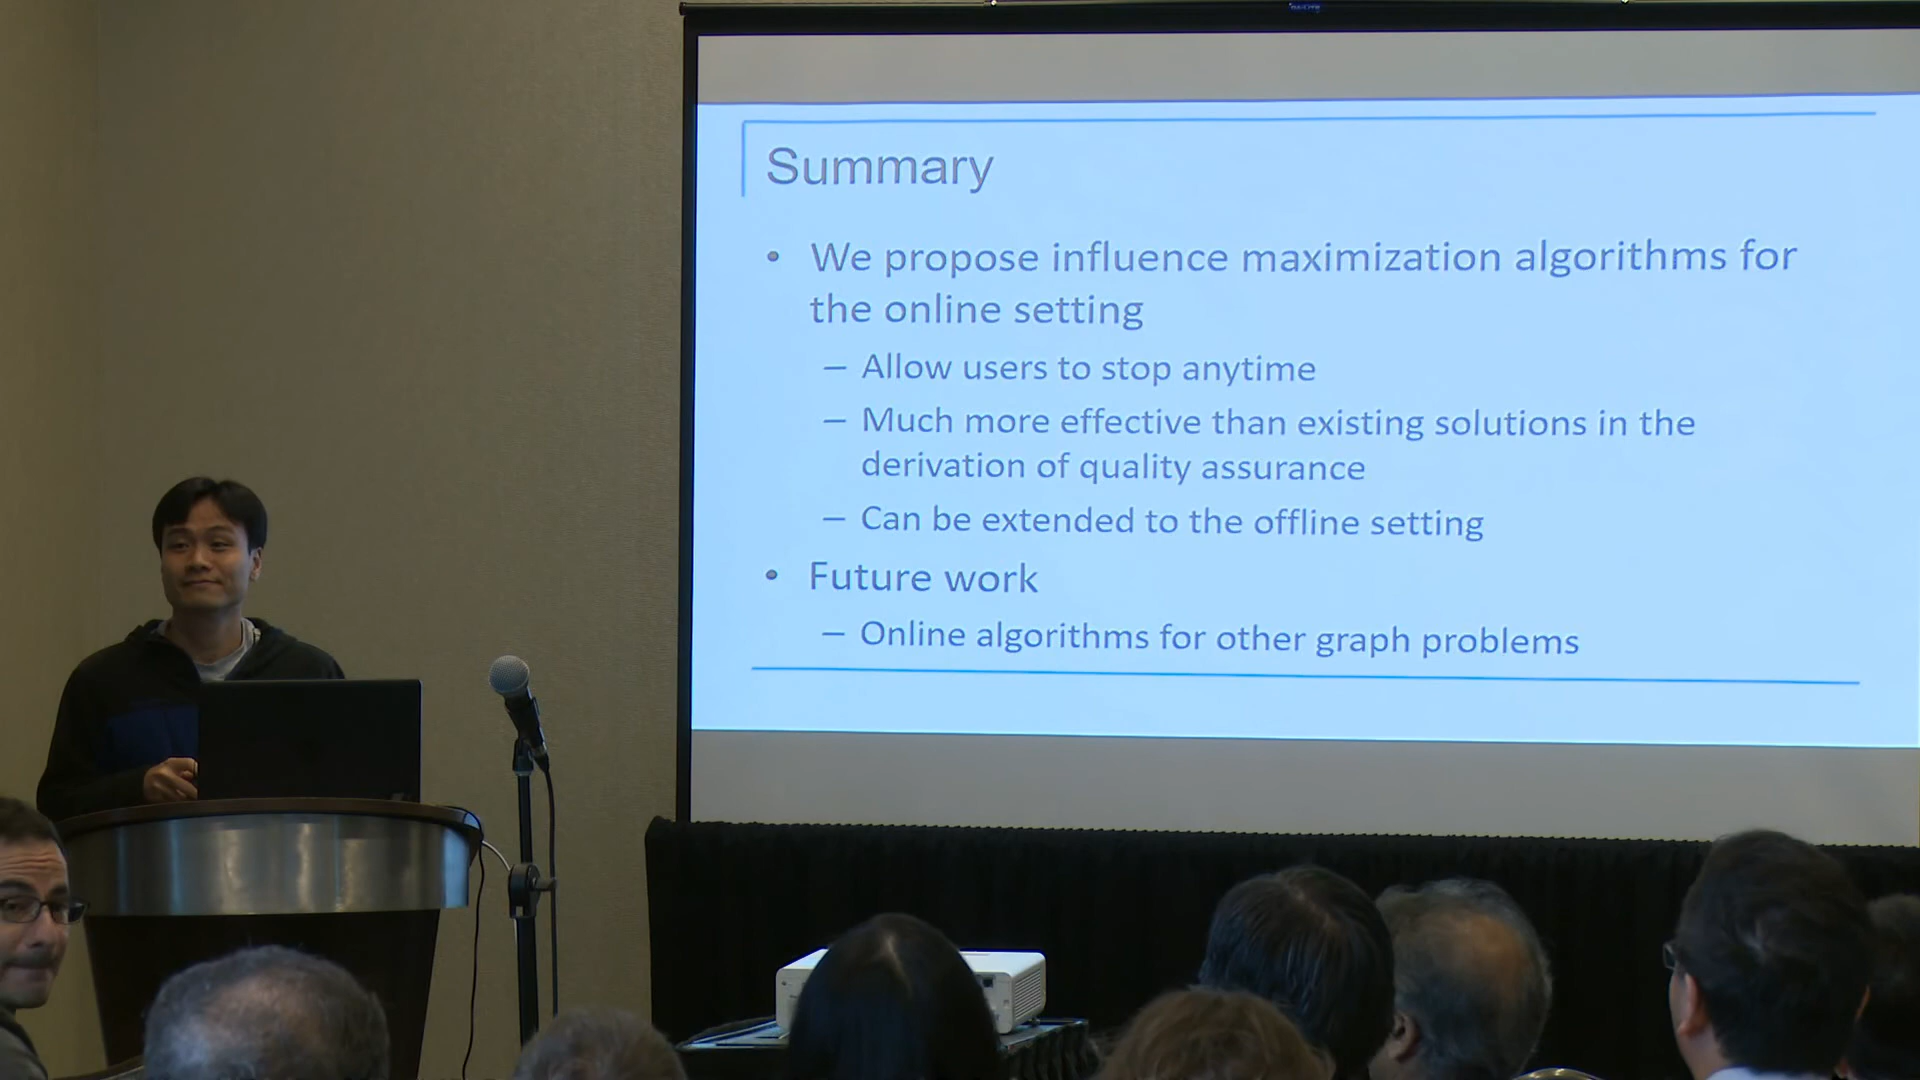 Summary
• We propose influence maximization algorithms for
the online setting
– Allow users to stop anytime
– Much more effective than existing solutions in the
derivation of quality assurance
– Can be extended to the offline setting
• Future work
– Online algorithms for other graph problems